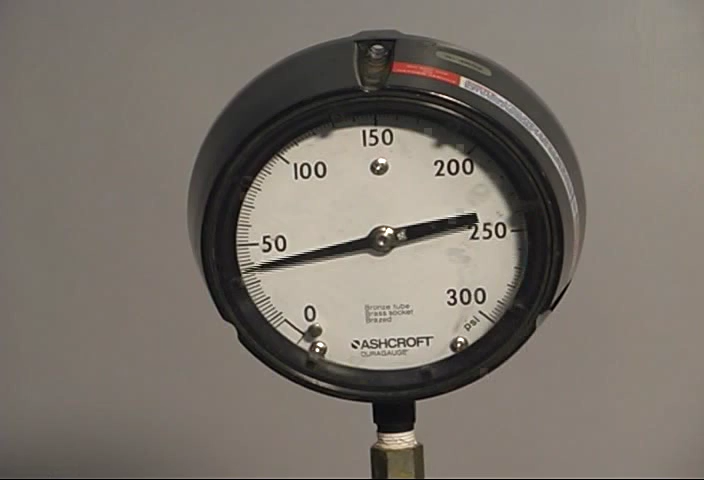 150
100
200
50
250
0
300
psi
Bronze tube
Brass socket
Brazed
ASHCROFT
DURAGAUGE